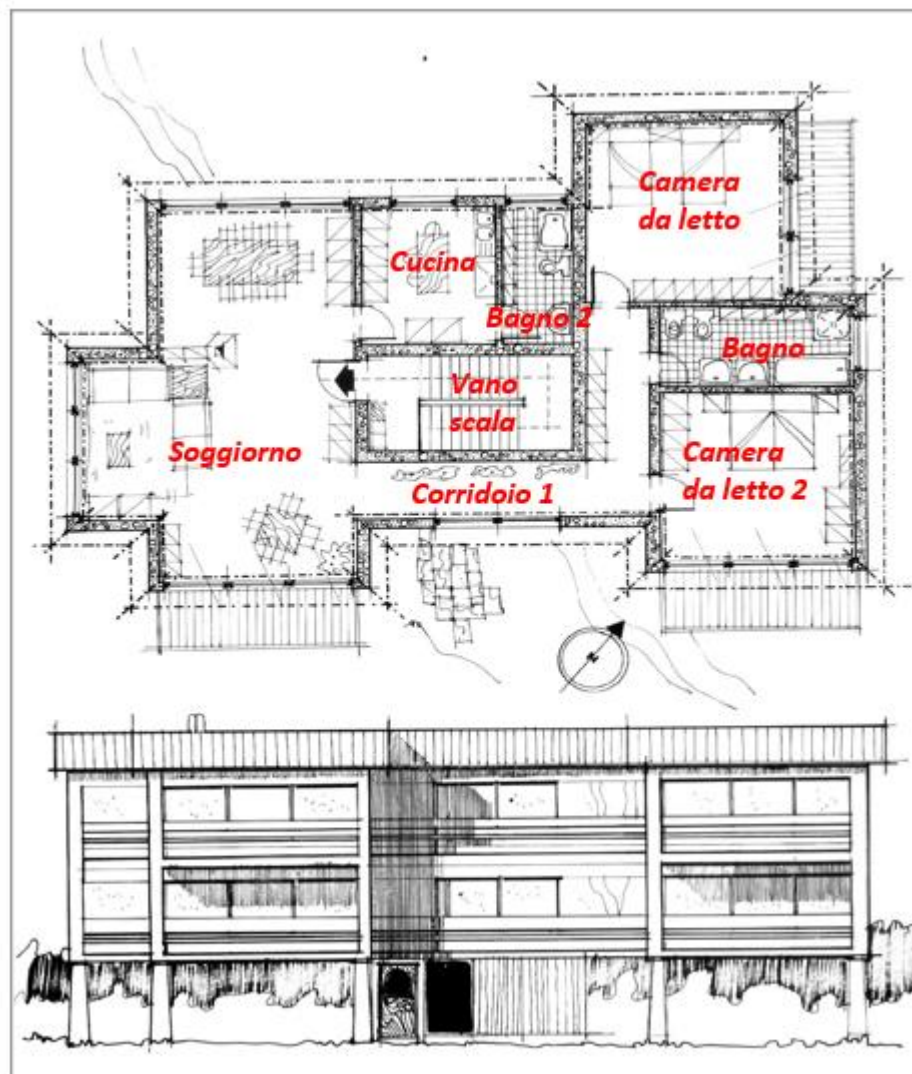 Camera
da letto
Cucina
Bagno 2
Bagno
Vano
scala
Soggiorno
Camera
da letto 2
Corridoio 1
N